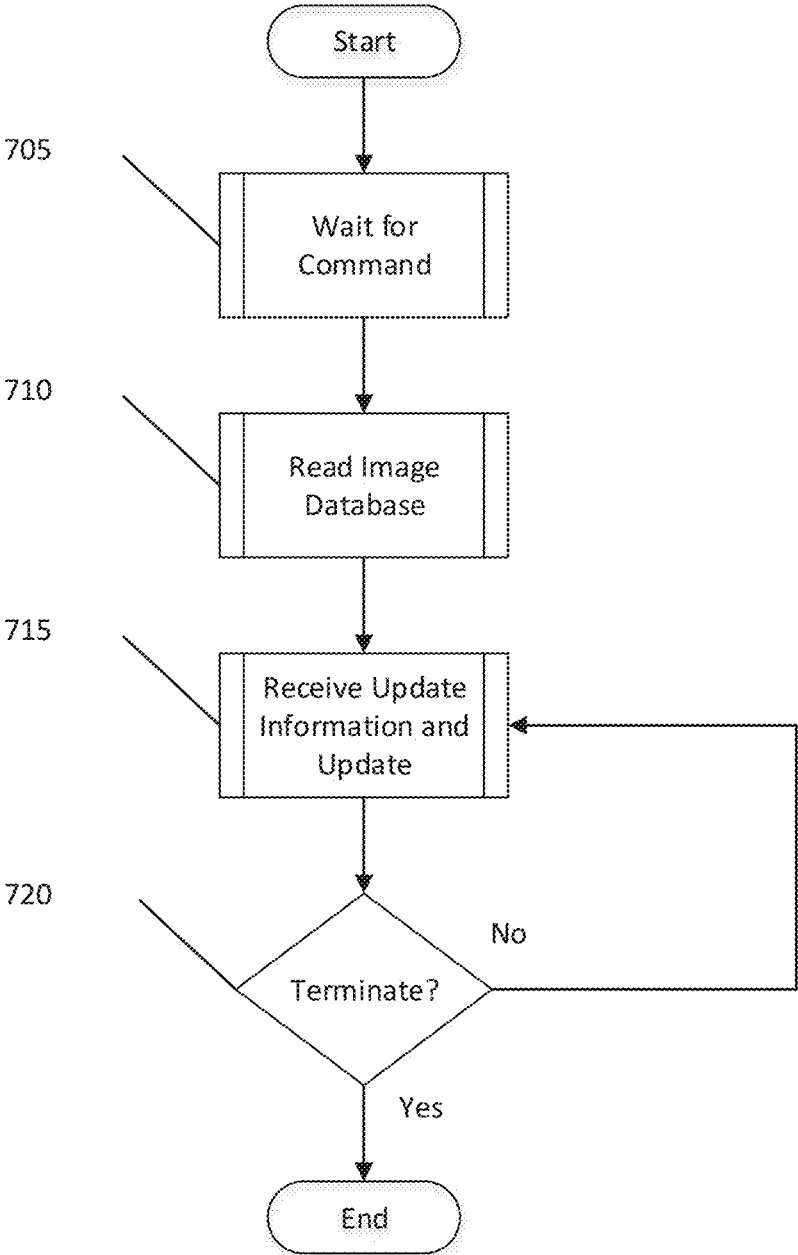 Start
705
Wait for
Command
710
Read Image
Database
715
Receive Update
Information and
Update
720
No
Terminate?
Yes
End